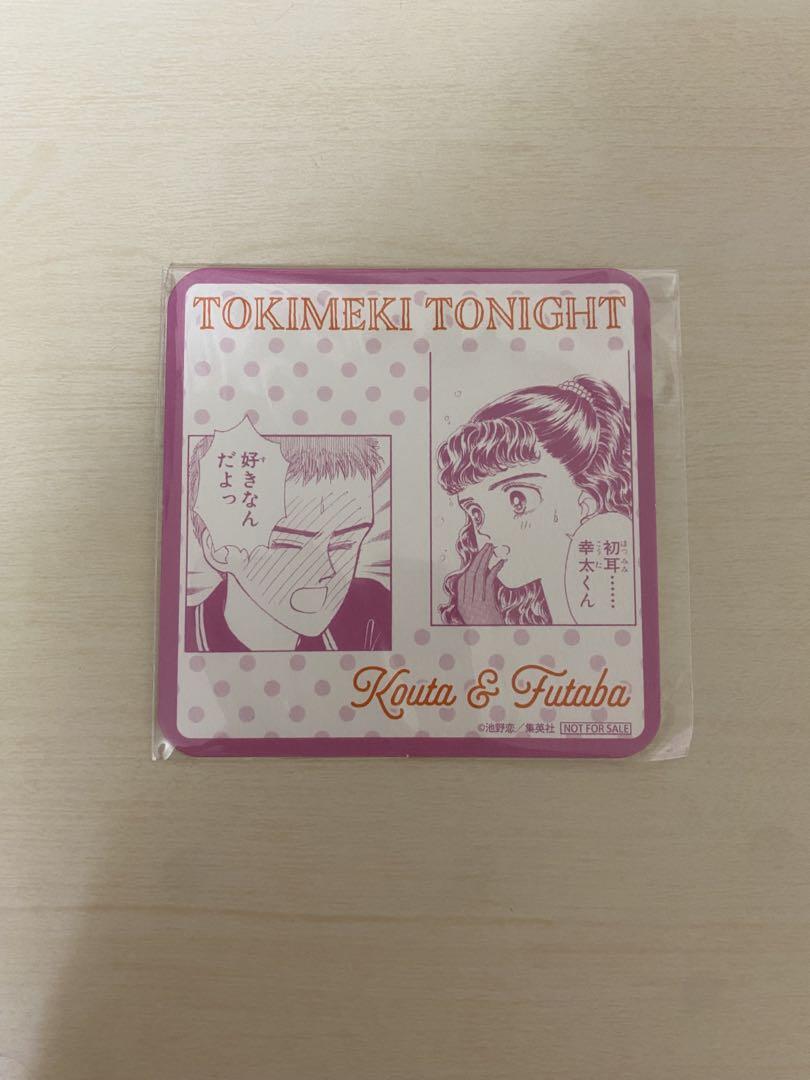 TOKIMEKI TONIGHT
好きなん
だよっ
初耳……
幸太くん
Kouta & Futaba
©池野恋／集英社 NOT FOR SALE